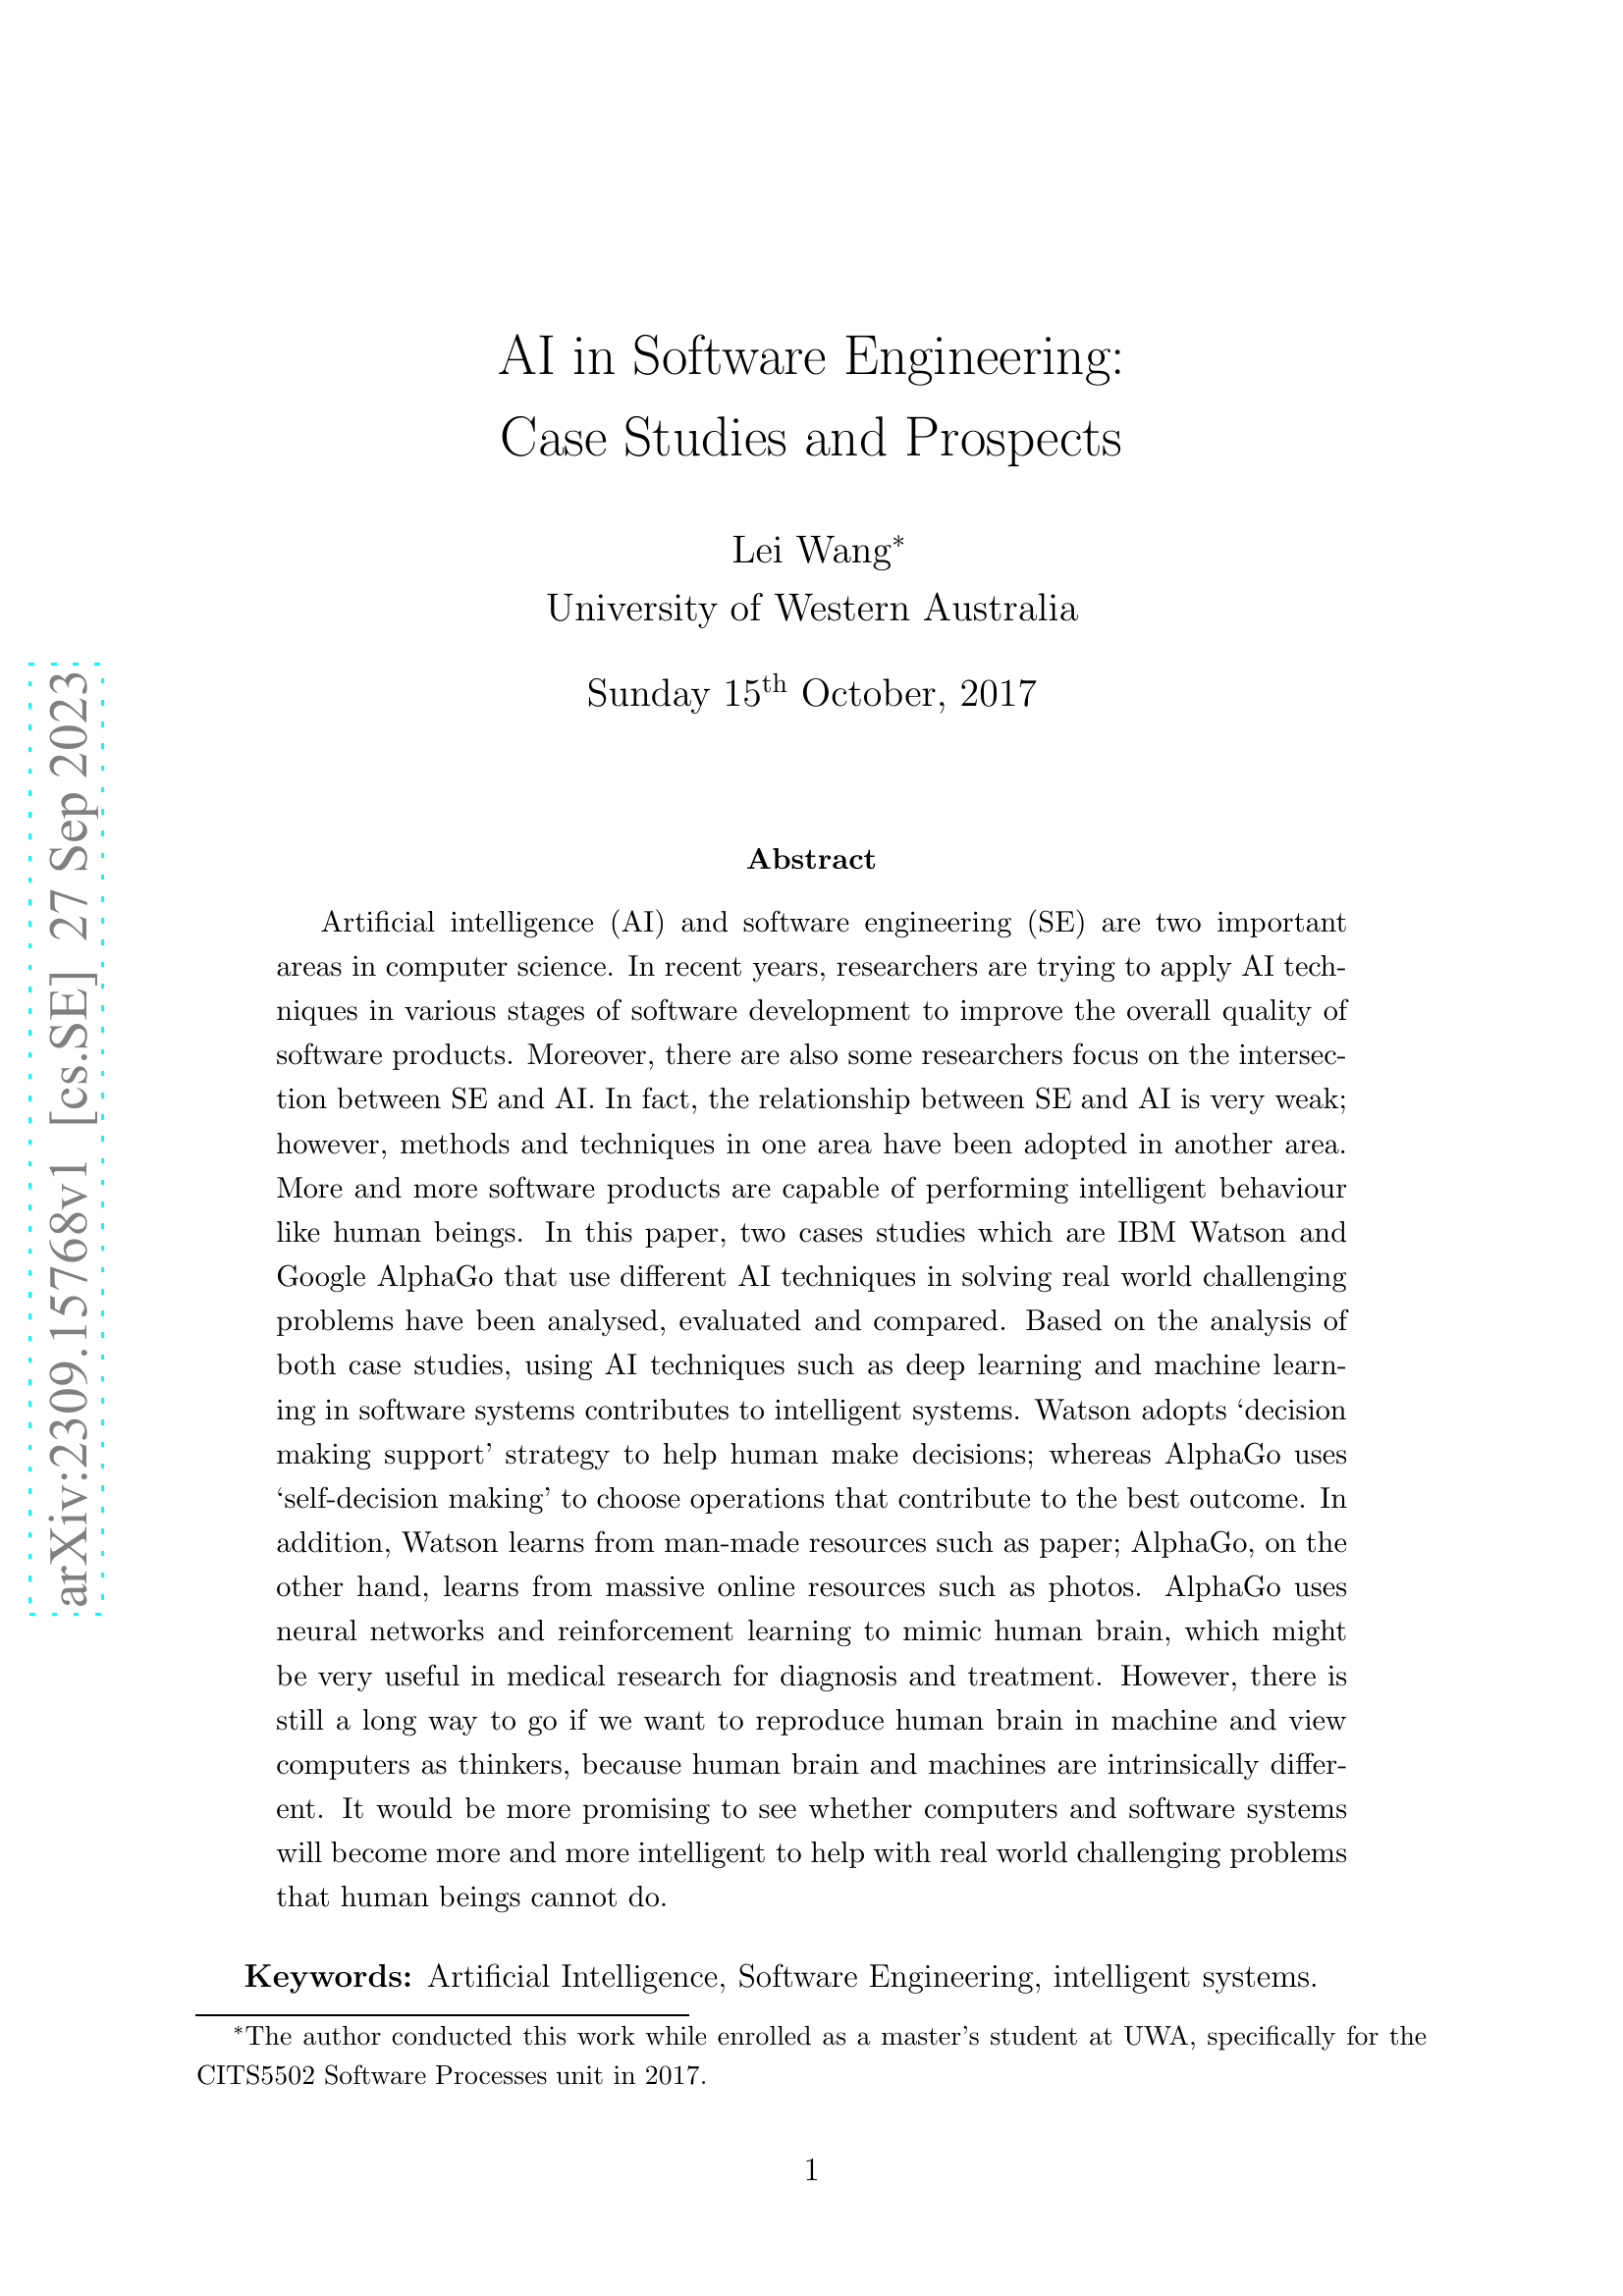 AI in Software Engineering:
Case Studies and Prospects
Lei Wang*
University of Western Australia
Sunday 15th October, 2017
arXiv:2309.15768v1 [cs.SE] 27 Sep 2023
Abstract
Artificial intelligence (AI) and software engineering (SE) are two important
areas in computer science. In recent years, researchers are trying to apply AI tech-
niques in various stages of software development to improve the overall quality of
software products. Moreover, there are also some researchers focus on the intersec-
tion between SE and AI. In fact, the relationship between SE and AI is very weak;
however, methods and techniques in one area have been adopted in another area.
More and more software products are capable of performing intelligent behaviour
like human beings. In this paper, two cases studies which are IBM Watson and
Google AlphaGo that use different AI techniques in solving real world challenging
problems have been analysed, evaluated and compared. Based on the analysis of
both case studies, using AI techniques such as deep learning and machine learn-
ing in software systems contributes to intelligent systems. Watson adopts ‘decision
making support’ strategy to help human make decisions; whereas AlphaGo uses
‘self-decision making’ to choose operations that contribute to the best outcome. In
addition, Watson learns from man-made resources such as paper; AlphaGo, on the
other hand, learns from massive online resources such as photos. AlphaGo uses
neural networks and reinforcement learning to mimic human brain, which might
be very useful in medical research for diagnosis and treatment. However, there is
still a long way to go if we want to reproduce human brain in machine and view
computers as thinkers, because human brain and machines are intrinsically differ-
ent. It would be more promising to see whether computers and software systems
will become more and more intelligent to help with real world challenging problems
that human beings cannot do.
Keywords: Artificial Intelligence, Software Engineering, intelligent systems.
*The author conducted this work while enrolled as a master’s student at UWA, specifically for the
CITS5502 Software Processes unit in 2017.
1